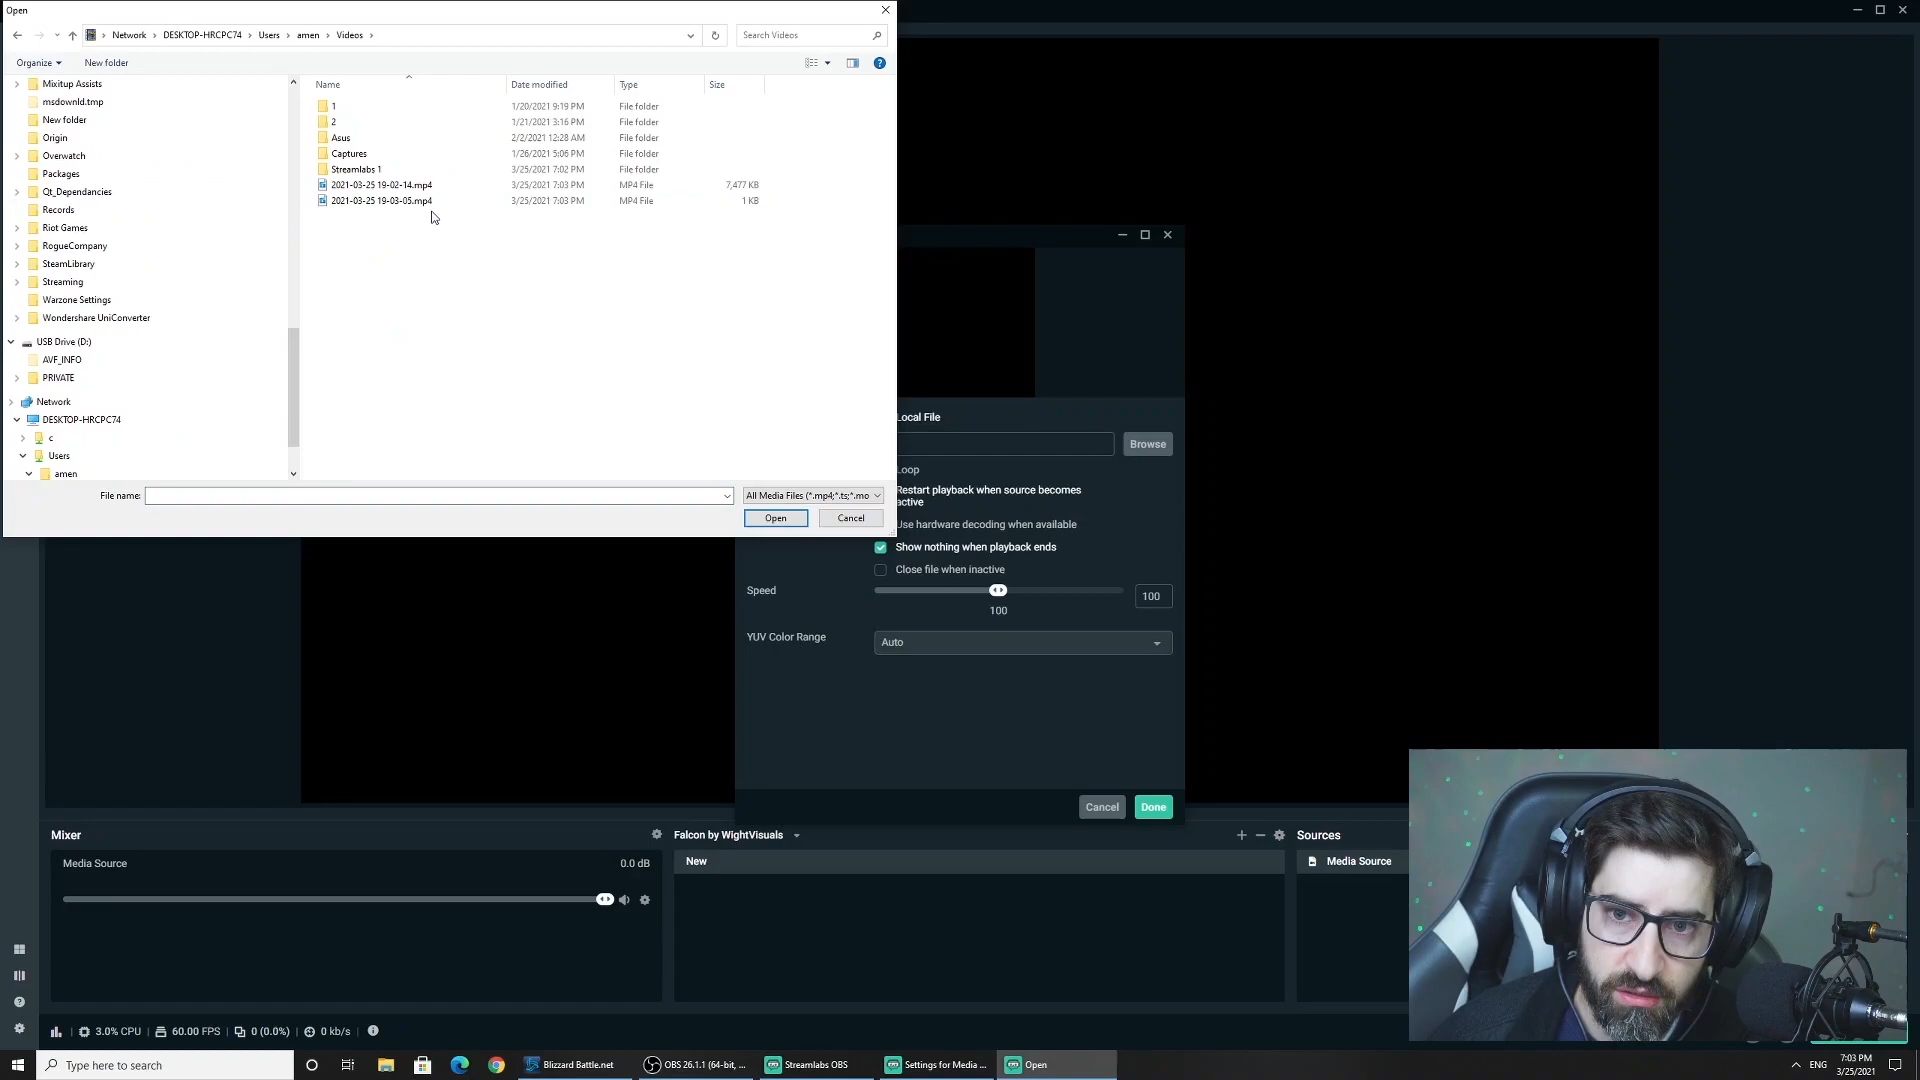 Open
Network > DESKTOP-HRCPC74 > Users > amen > Videos >
Search Videos
Organize
New folder
Name
Date modified
Type
Size
1 1/20/2021 9:19 PM File folder
2 1/21/2021 3:16 PM File folder
Asus 2/2/2021 12:28 AM File folder
Captures 1/26/2021 5:06 PM File folder
Streamlabs 1 3/25/2021 7:02 PM File folder
2021-03-25 19-02-14.mp4 3/25/2021 7:03 PM MP4 File 7,477 KB
2021-03-25 19-03-05.mp4 3/25/2021 7:03 PM MP4 File 1 KB
Mixitup Assists
msdownld.tmp
New folder
Origin
Overwatch
Packages
Qt_Dependancies
Records
Riot Games
RogueCompany
SteamLibrary
Streaming
Warzone Settings
Wondershare UniConverter
USB Drive (D:)
AVF_INFO
PRIVATE
Network
DESKTOP-HRCPC74
c
Users
amen
File name:
All Media Files (*.mp4;*.ts;*.mo
Open
Cancel
Local File
Browse
Loop
Restart playback when source becomes
active
Use hardware decoding when available
Show nothing when playback ends
Close file when inactive
Speed
100
100
YUV Color Range
Auto
Cancel
Done
Mixer
Media Source
0.0 dB
Falcon by WightVisuals
New
Sources
Media Source
3.0% CPU
60.00 FPS
0 (0.0%)
0 kb/s
Type here to search
Blizzard Battle.net
OBS 26.1.1 (64-bit, ...
Streamlabs OBS
Settings for Media ...
Open
ENG
7:03 PM
3/25/2021